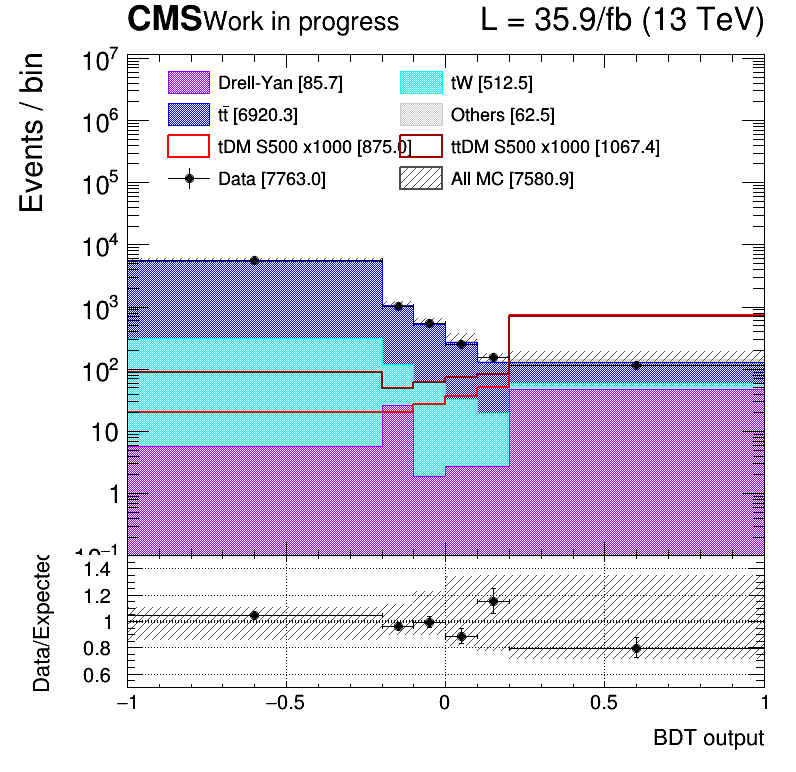 CMS Work in progress L = 35.9/fb (13 TeV)
Events / bin
Drell-Yan [85.7] tW [512.5]
tt̄ [6920.3] Others [62.5]
tDM S500 x1000 [875.0] ttDM S500 x1000 [1067.4]
Data [7763.0] All MC [7580.9]
10⁷
10⁶
10⁵
10⁴
10³
10²
10
1
10⁻¹
Data/Expected
1.4
1.2
1
0.8
0.6
−1 −0.5 0 0.5 1
BDT output